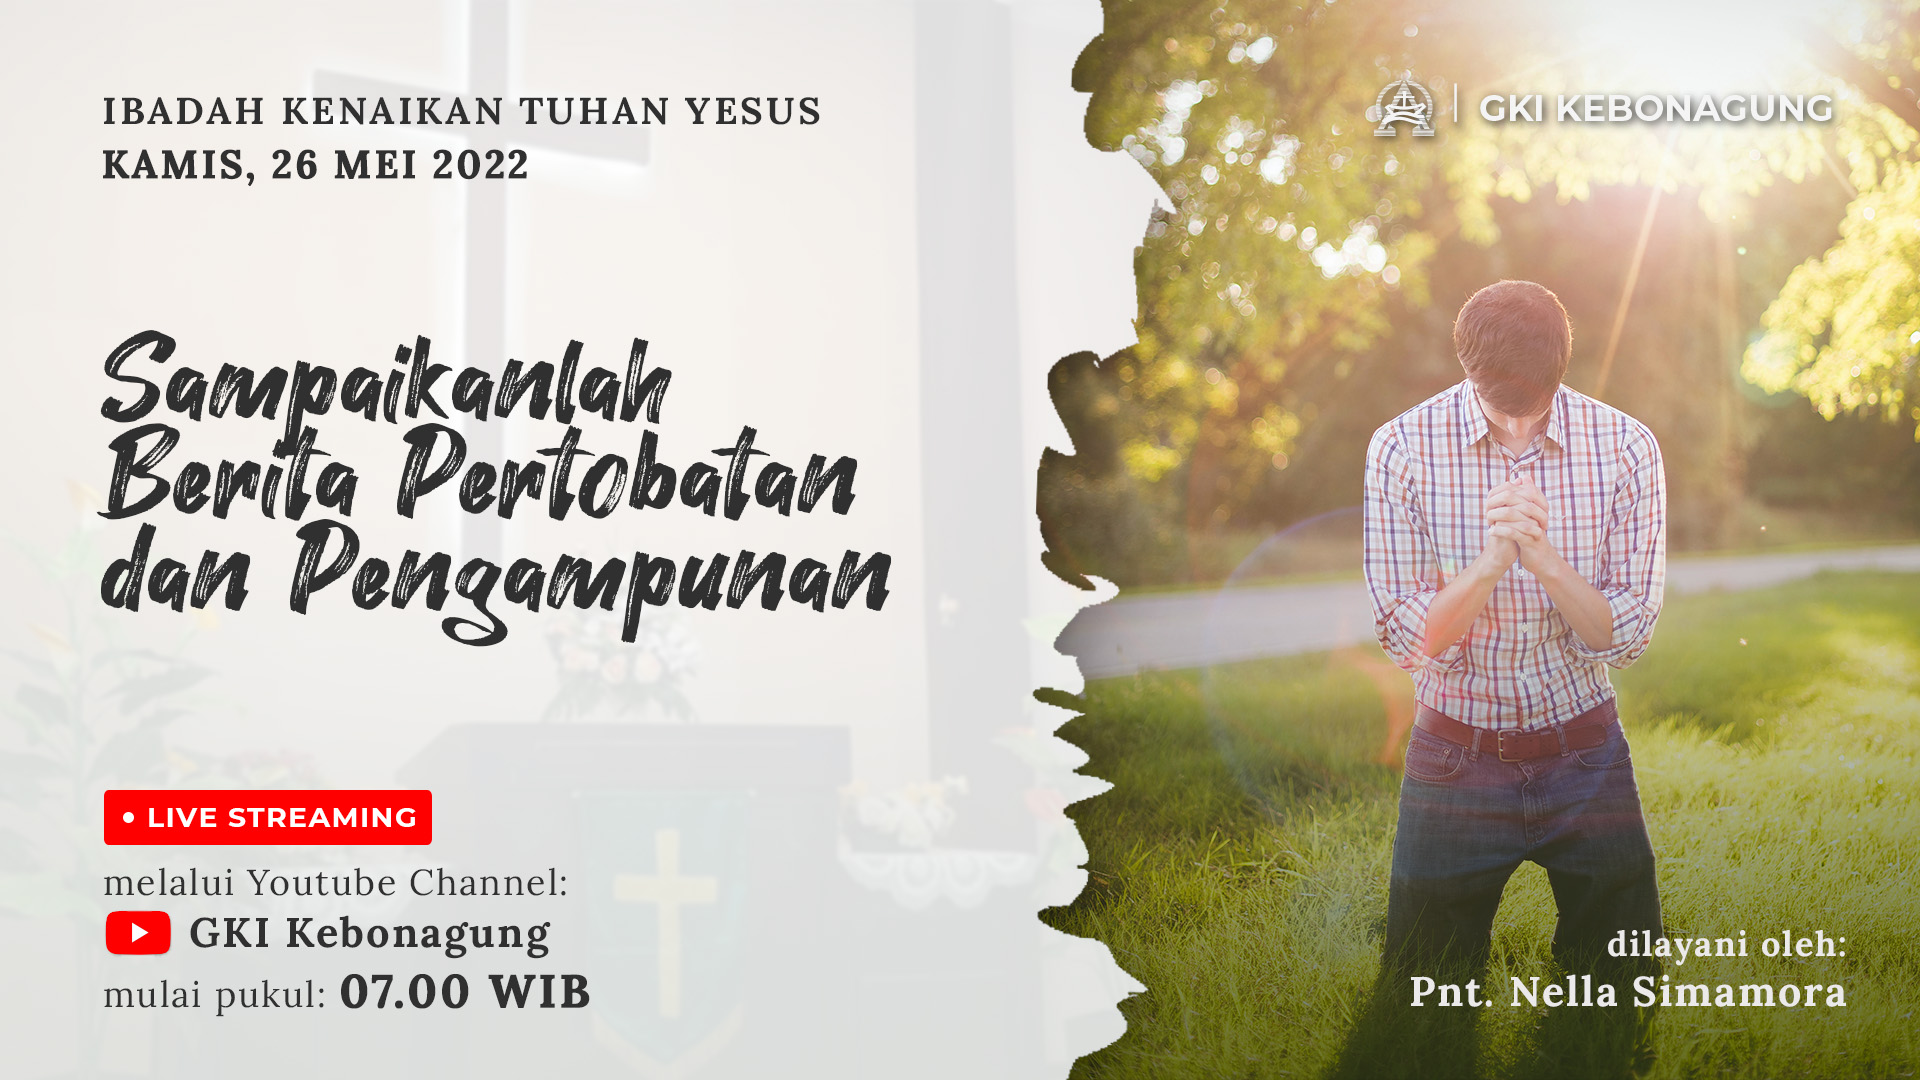 IBADAH KENAIKAN TUHAN YESUS
KAMIS, 26 MEI 2022
GKI KEBONAGUNG
Sampaikanlah
Berita Pertobatan
dan Pengampunan
• LIVE STREAMING
melalui Youtube Channel:
GKI Kebonagung
mulai pukul: 07.00 WIB
dilayani oleh:
Pnt. Nella Simamora